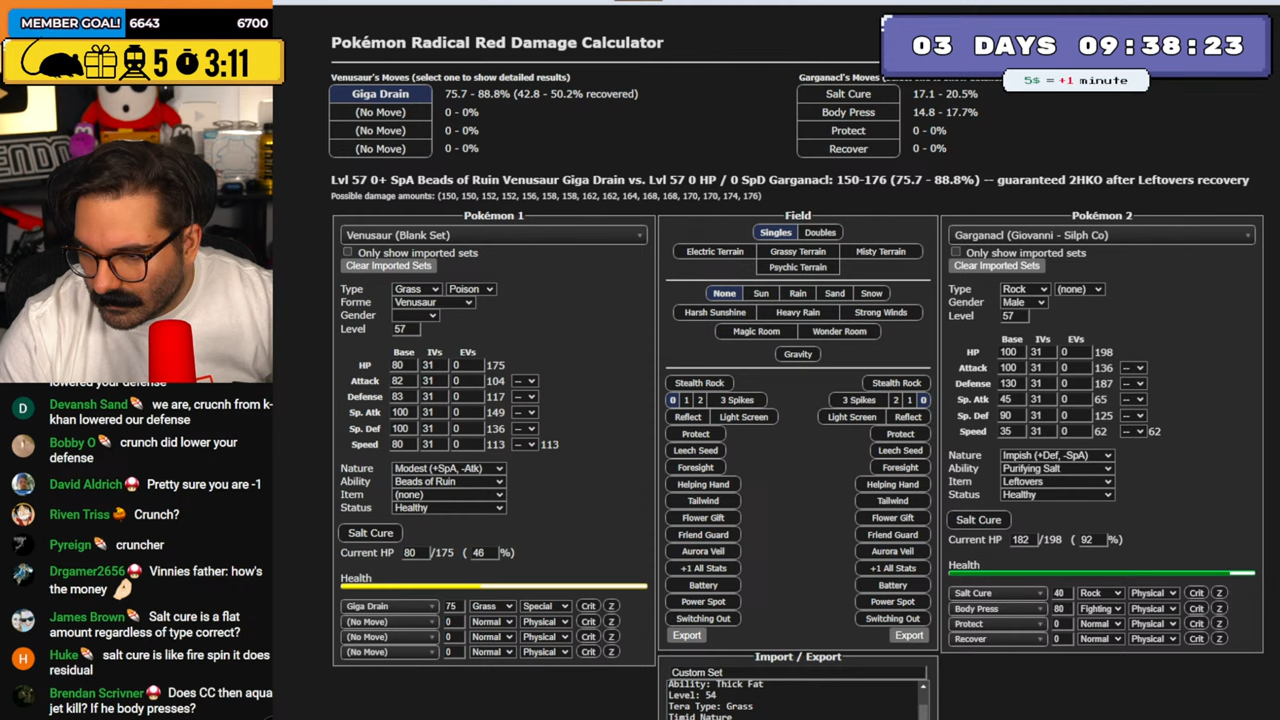 MEMBER GOAL! 6643 6700
5 3:11
03 DAYS 09:38:23
5$ = +1 minute
Pokémon Radical Red Damage Calculator
Venusaur's Moves (select one to show detailed results)
Giga Drain 75.7 - 88.8% (42.8 - 50.2% recovered)
(No Move) 0 - 0%
(No Move) 0 - 0%
(No Move) 0 - 0%
Garganacl's Moves
Salt Cure 17.1 - 20.5%
Body Press 14.8 - 17.7%
Protect 0 - 0%
Recover 0 - 0%
Lvl 57 0+ SpA Beads of Ruin Venusaur Giga Drain vs. Lvl 57 0 HP / 0 SpD Garganacl: 150-176 (75.7 - 88.8%) -- guaranteed 2HKO after Leftovers recovery
Possible damage amounts: (150, 150, 152, 152, 156, 156, 158, 158, 162, 162, 164, 168, 168, 170, 170, 174, 176)
Pokémon 1
Venusaur (Blank Set)
Only show imported sets
Clear Imported Sets
Type Grass Poison
Forme Venusaur
Gender
Level 57
Base IVs EVs
HP 80 31 0 175
Attack 82 31 0 104 --
Defense 83 31 0 117 --
Sp. Atk 100 31 0 149 --
Sp. Def 100 31 0 136 --
Speed 80 31 0 113 -- 113
Nature Modest (+SpA, -Atk)
Ability Beads of Ruin
Item (none)
Status Healthy
Salt Cure
Current HP 80 /175 ( 46 %)
Health
Giga Drain 75 Grass Special Crit Z
(No Move) 0 Normal Physical Crit Z
(No Move) 0 Normal Physical Crit Z
(No Move) 0 Normal Physical Crit Z
Field
Singles Doubles
Electric Terrain Grassy Terrain Misty Terrain
Psychic Terrain
None Sun Rain Sand Snow
Harsh Sunshine Heavy Rain Strong Winds
Magic Room Wonder Room
Gravity
Stealth Rock Stealth Rock
0 1 2 3 Spikes 3 Spikes 2 1 0
Reflect Light Screen Light Screen Reflect
Protect Protect
Leech Seed Leech Seed
Foresight Foresight
Helping Hand Helping Hand
Tailwind Tailwind
Flower Gift Flower Gift
Friend Guard Friend Guard
Aurora Veil Aurora Veil
+1 All Stats +1 All Stats
Battery Battery
Power Spot Power Spot
Switching Out Switching Out
Export Export
Import / Export
Custom Set
Ability: Thick Fat
Level: 54
Tera Type: Grass
Timid Nature
Pokémon 2
Garganacl (Giovanni - Silph Co)
Only show imported sets
Clear Imported Sets
Type Rock (none)
Gender Male
Level 57
Base IVs EVs
HP 100 31 0 198
Attack 100 31 0 136 --
Defense 130 31 0 187 --
Sp. Atk 45 31 0 65 --
Sp. Def 90 31 0 125 --
Speed 35 31 0 62 -- 62
Nature Impish (+Def, -SpA)
Ability Purifying Salt
Item Leftovers
Status Healthy
Salt Cure
Current HP 182 /198 ( 92 %)
Health
Salt Cure 40 Rock Physical Crit Z
Body Press 80 Fighting Physical Crit Z
Protect 0 Normal Physical Crit Z
Recover 0 Normal Physical Crit Z
lowered your defense
D Devansh Sand we are, crucnh from k-
khan lowered our defense
Bobby O crunch did lower your
defense
David Aldrich Pretty sure you are -1
Riven Triss Crunch?
Pyreign cruncher
Drgamer2656 Vinnies father: how's
the money
James Brown Salt cure is a flat
amount regardless of type correct?
H Huke salt cure is like fire spin it does
residual
Brendan Scrivner Does CC then aqua
jet kill? If he body presses?